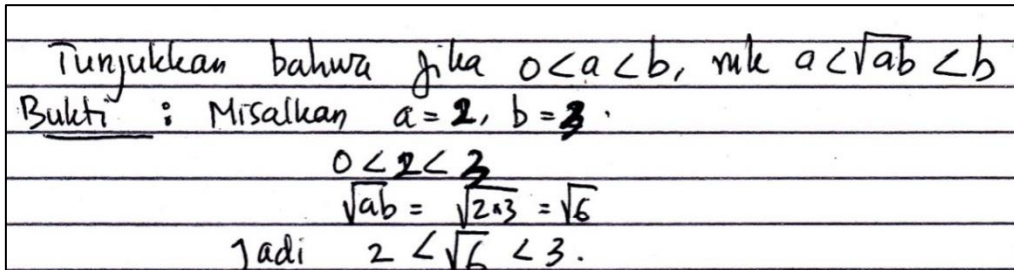 Tunjukkan bahwa jika 0<a<b, mk a<√ab <b
Bukti : Misalkan a=2, b=3.
0<2<3
√ab = √2×3 = √6
Jadi 2 <√6 < 3.